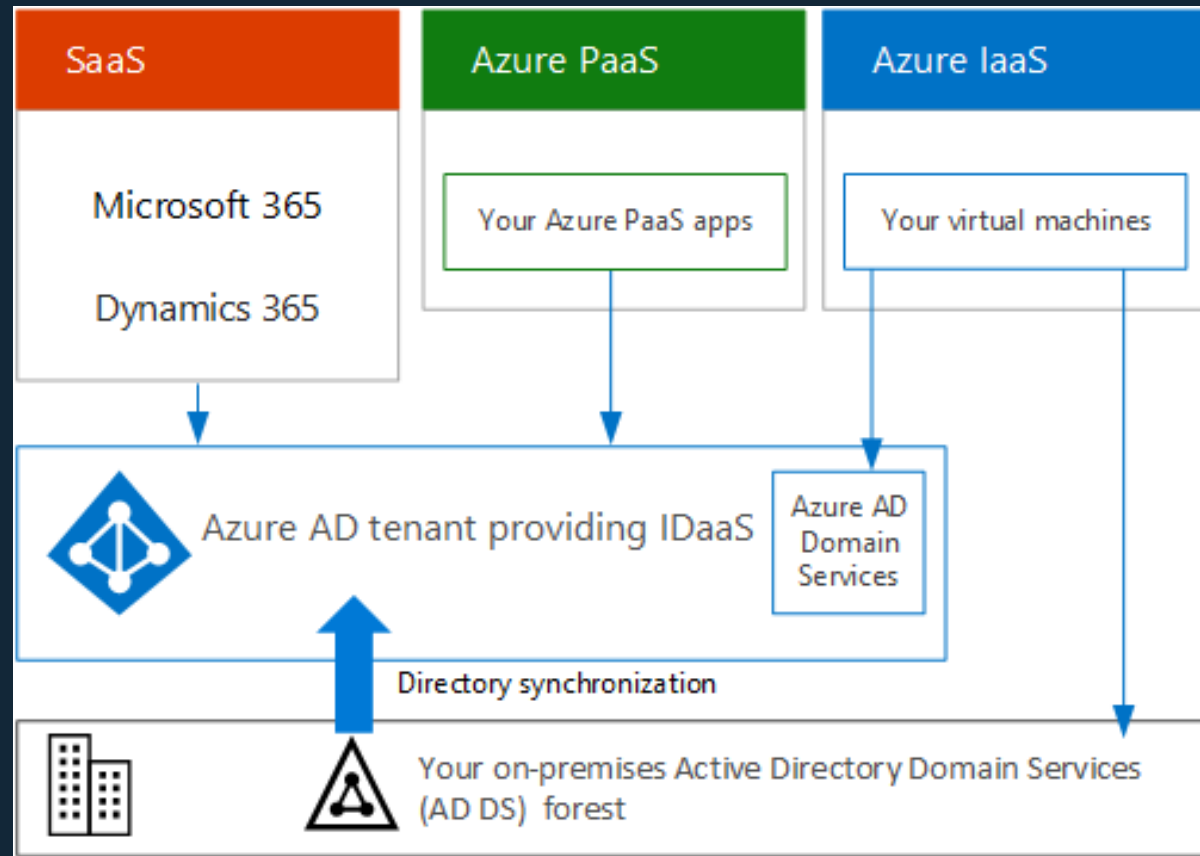 SaaS
Azure PaaS
Azure IaaS
Microsoft 365
Dynamics 365
Your Azure PaaS apps
Your virtual machines
Azure AD tenant providing IDaaS
Azure AD
Domain
Services
Directory synchronization
Your on-premises Active Directory Domain Services
(AD DS) forest